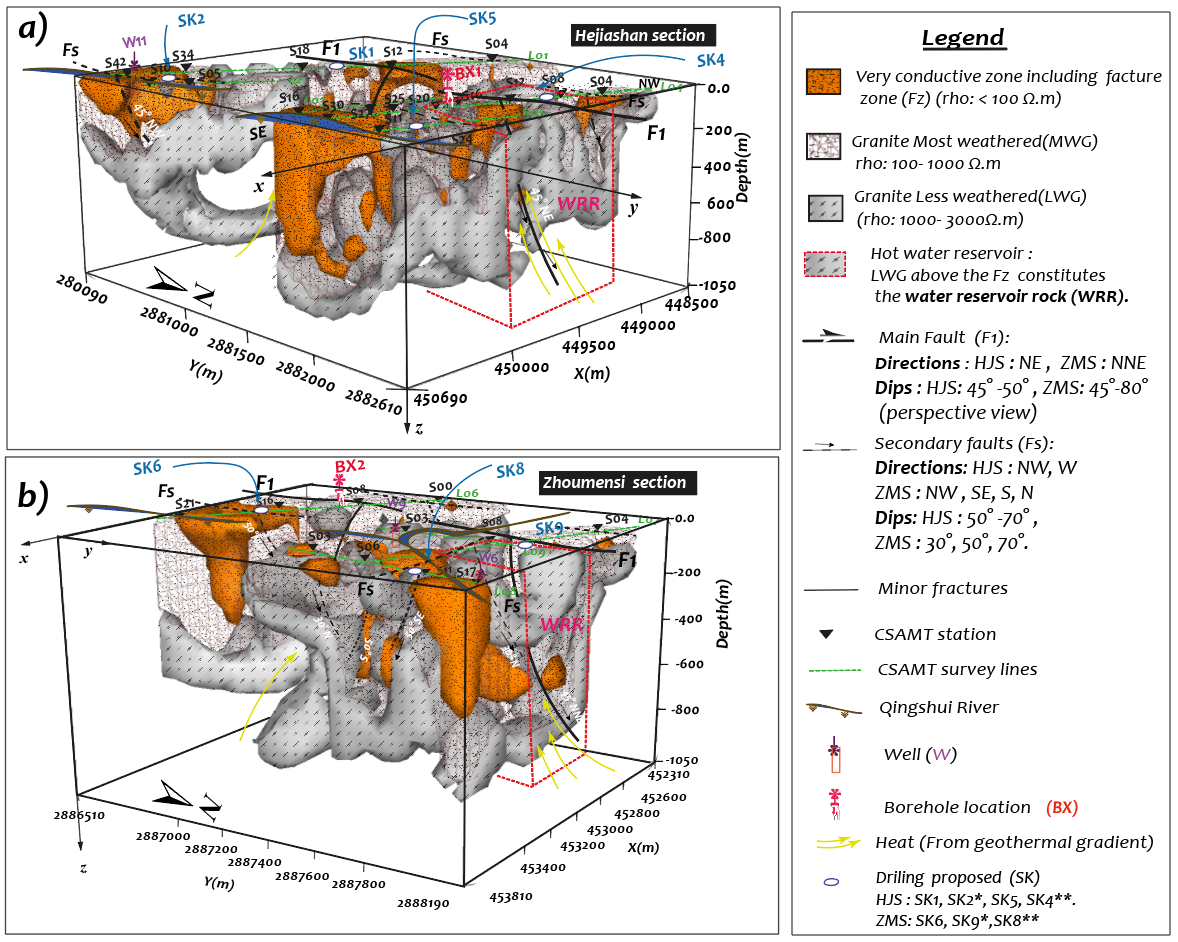 a)
Hejiashan section
SK2
SK5
SK4
W11
Fs
S42
S10
S34
S05
S18
F1
SK1
S12
Fs
S04
Lo1
BX1
S08
S04
NW
Fs
F1
S16
S20
S25
S20
SE
45° NW
x
y
45° NE
WRR
0.0
200
400
600
-800
-1050
Depth(m)
280090
2881000
2881500
2882000
2882610
Y(m)
450690
450000
449500
449000
448500
X(m)
N
z
b)
Zhoumensi section
SK6
BX2
SK8
SK9
Fs
F1
S21
S16
S08
S00
Lo6
S03
S08
S04
F1
S06
W6
S17
Fs
Fs
WRR
x
y
0.0
-200
-400
-600
-800
-1050
Depth(m)
2886510
2887000
2887200
2887400
2887600
2887800
2888190
Y(m)
453810
453400
453200
453000
452800
452600
452310
X(m)
N
z
Legend
Very conductive zone including facture
zone (Fz) (rho: < 100 Ω.m)
Granite Most weathered(MWG)
rho: 100- 1000 Ω.m
Granite Less weathered(LWG)
(rho: 1000- 3000Ω.m)
Hot water reservoir :
LWG above the Fz constitutes
the water reservoir rock (WRR).
Main Fault (F1):
Directions : HJS : NE , ZMS : NNE
Dips : HJS: 45° -50° , ZMS: 45°-80°
(perspective view)
Secondary faults (Fs):
Directions: HJS : NW, W
ZMS : NW , SE, S, N
Dips: HJS : 50° -70° ,
ZMS : 30°, 50°, 70°.
Minor fractures
CSAMT station
CSAMT survey lines
Qingshui River
Well (W)
Borehole location (BX)
Heat (From geothermal gradient)
Driling proposed (SK)
HJS : SK1, SK2*, SK5, SK4**.
ZMS: SK6, SK9*,SK8**